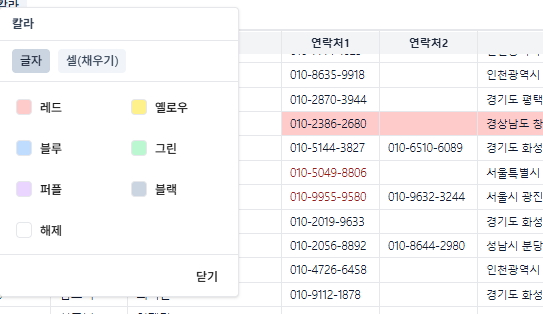 칼라
칼라
글자 셀(채우기)
레드 옐로우
블루 그린
퍼플 블랙
해제
닫기
연락처1 연락처2
010-8635-9918 인천광역시
010-2870-3944 경기도 평택
010-2386-2680 경상남도 창
010-5144-3827 010-6510-6089 경기도 화성
010-5049-8806 서울특별시
010-9955-9580 010-9632-3244 서울시 광진
010-2019-9633 경기도 화성
010-2056-8892 010-8644-2980 성남시 분당
010-4726-6458 인천광역시
010-9112-1878 경기도 화성